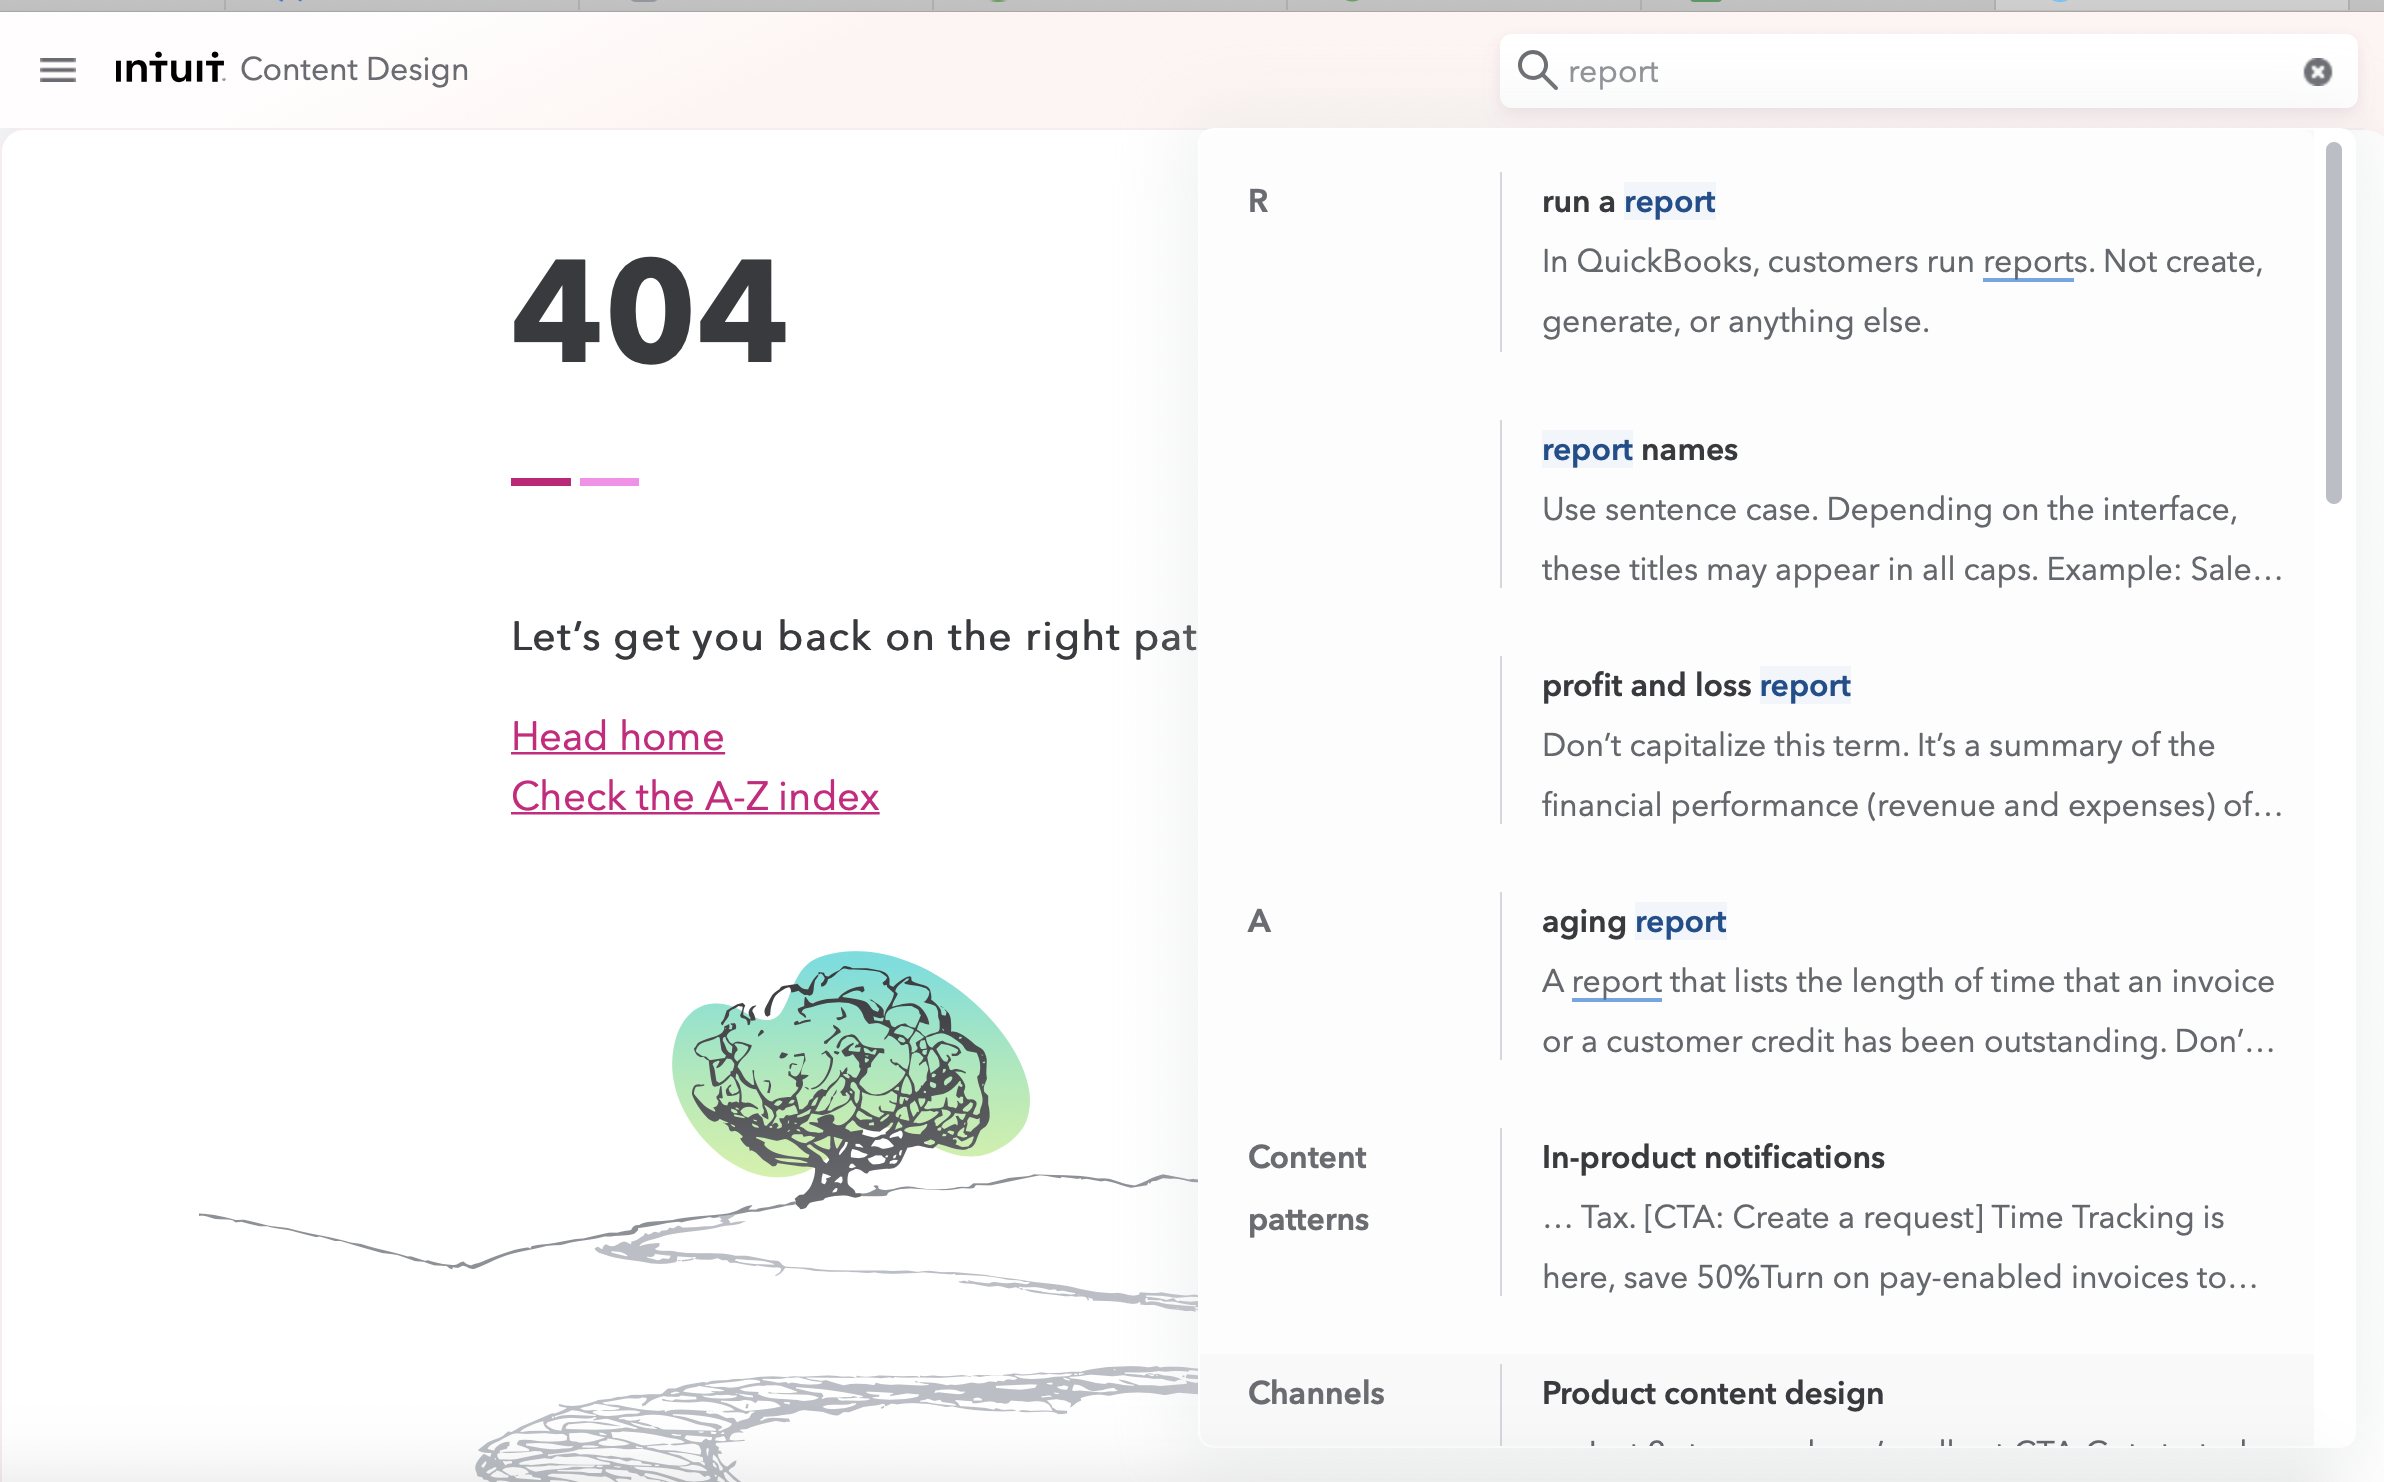 ıntuıt. Content Design
report
404
Let’s get you back on the right pat
Head home
Check the A-Z index
R
run a report
In QuickBooks, customers run reports. Not create,
generate, or anything else.
report names
Use sentence case. Depending on the interface,
these titles may appear in all caps. Example: Sale…
profit and loss report
Don’t capitalize this term. It’s a summary of the
financial performance (revenue and expenses) of…
A
aging report
A report that lists the length of time that an invoice
or a customer credit has been outstanding. Don’…
Content
patterns
In-product notifications
… Tax. [CTA: Create a request] Time Tracking is
here, save 50%Turn on pay-enabled invoices to…
Channels
Product content design